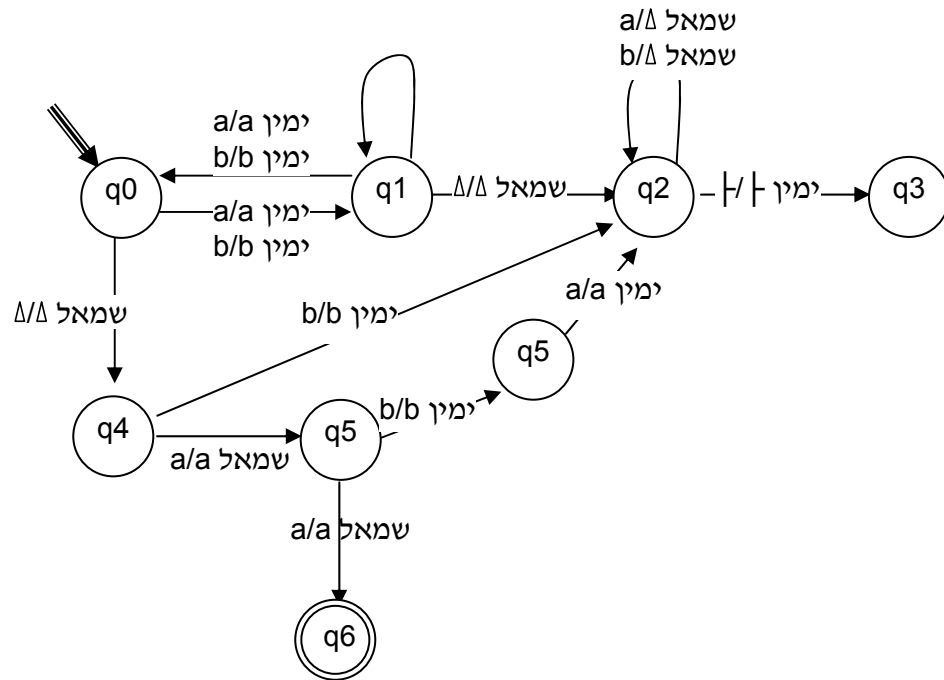 a/Δ שמאל
b/Δ שמאל
a/a ימין
b/b ימין
q0
q1
Δ/Δ שמאל
q2
├/├ ימין
q3
a/a ימין
b/b ימין
Δ/Δ שמאל
b/b ימין
a/a ימין
q5
q4
a/a שמאל
q5
b/b ימין
a/a שמאל
q6